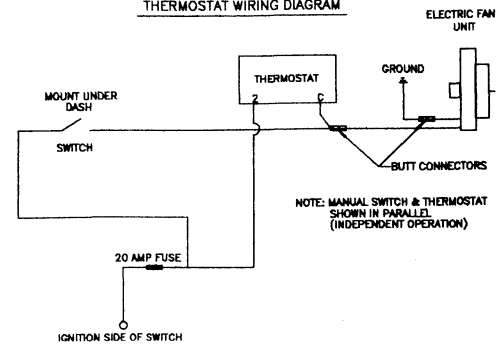 THERMOSTAT WIRING DIAGRAM
ELECTRIC FAN
UNIT
GROUND
THERMOSTAT
2 C
MOUNT UNDER
DASH
SWITCH
BUTT CONNECTORS
NOTE: MANUAL SWITCH & THERMOSTAT
SHOWN IN PARALLEL
(INDEPENDENT OPERATION)
20 AMP FUSE
IGNITION SIDE OF SWITCH